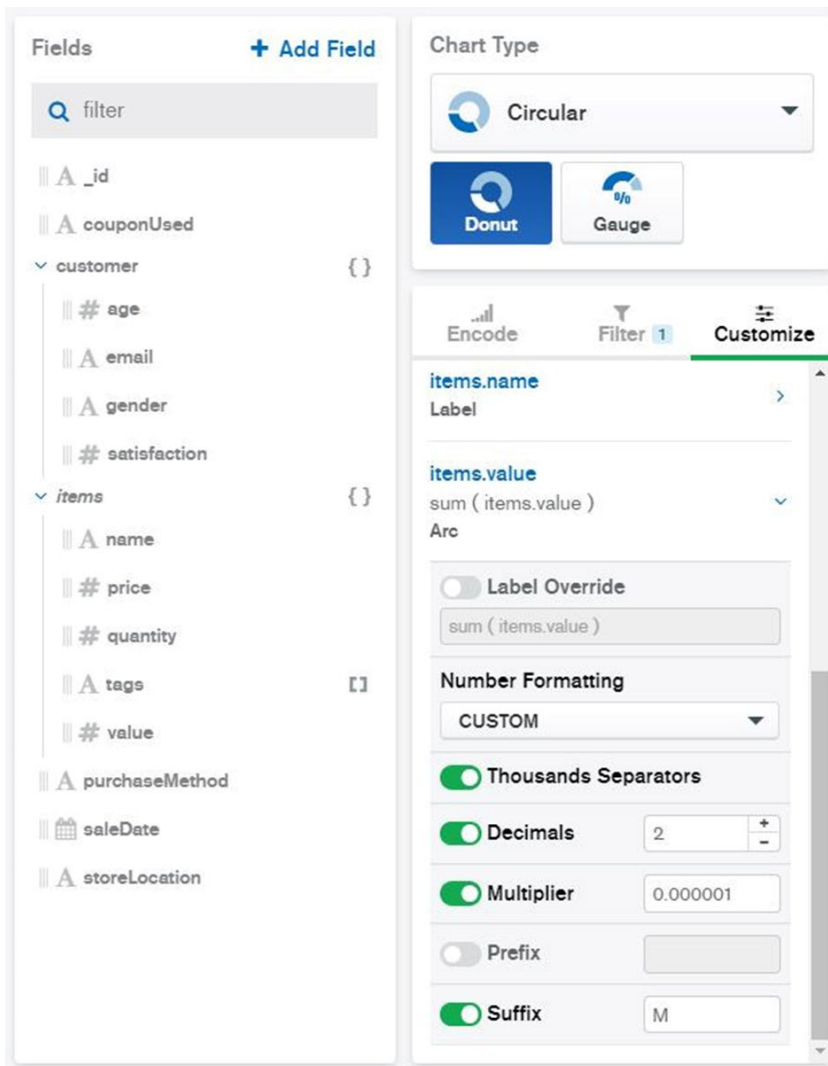 Fields + Add Field
filter
A _id
A couponUsed
customer { }
# age
A email
A gender
# satisfaction
items { }
A name
# price
# quantity
A tags [ ]
# value
A purchaseMethod
saleDate
A storeLocation
Chart Type
Circular
Donut
%
Gauge
Encode
Filter 1
Customize
items.name
Label
items.value
sum ( items.value )
Arc
Label Override
sum ( items.value )
Number Formatting
CUSTOM
Thousands Separators
Decimals 2 + -
Multiplier 0.000001
Prefix
Suffix M